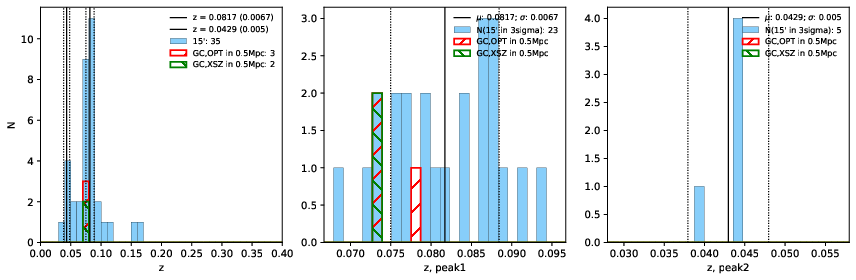 z = 0.0817 (0.0067)
z = 0.0429 (0.005)
15': 35
GC,OPT in 0.5Mpc: 3
GC,XSZ in 0.5Mpc: 2
N
10
8
6
4
2
0
0.00 0.05 0.10 0.15 0.20 0.25 0.30 0.35 0.40
z
μ: 0.0817; σ: 0.0067
N(15' in 3sigma): 23
GC,OPT in 0.5Mpc
GC,XSZ in 0.5Mpc
3.0
2.5
2.0
1.5
1.0
0.5
0.0
0.070 0.075 0.080 0.085 0.090 0.095
z, peak1
μ: 0.0429; σ: 0.005
N(15' in 3sigma): 5
GC,OPT in 0.5Mpc
GC,XSZ in 0.5Mpc
4.0
3.5
3.0
2.5
2.0
1.5
1.0
0.5
0.0
0.030 0.035 0.040 0.045 0.050 0.055
z, peak2